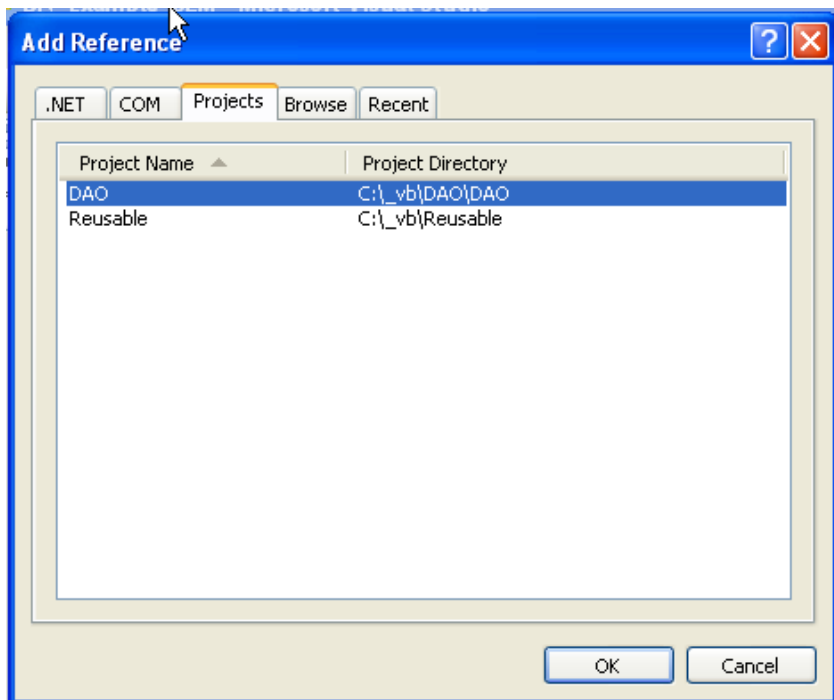 Add Reference
.NET COM Projects Browse Recent
Project Name Project Directory
DAO C:\_vb\DAO\DAO
Reusable C:\_vb\Reusable
OK Cancel